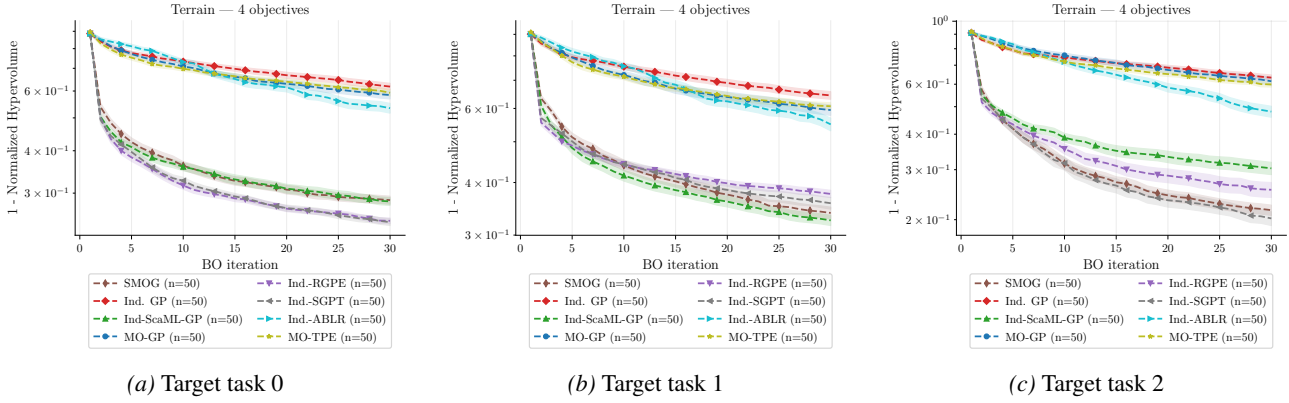 Terrain — 4 objectives
1 - Normalized Hypervolume
6 × 10⁻¹
4 × 10⁻¹
3 × 10⁻¹
0 5 10 15 20 25 30
BO iteration
SMOG (n=50)
Ind. GP (n=50)
Ind-ScaML-GP (n=50)
MO-GP (n=50)
Ind.-RGPE (n=50)
Ind.-SGPT (n=50)
Ind.-ABLR (n=50)
MO-TPE (n=50)
(a) Target task 0
Terrain — 4 objectives
1 - Normalized Hypervolume
6 × 10⁻¹
4 × 10⁻¹
3 × 10⁻¹
0 5 10 15 20 25 30
BO iteration
SMOG (n=50)
Ind. GP (n=50)
Ind-ScaML-GP (n=50)
MO-GP (n=50)
Ind.-RGPE (n=50)
Ind.-SGPT (n=50)
Ind.-ABLR (n=50)
MO-TPE (n=50)
(b) Target task 1
Terrain — 4 objectives
1 - Normalized Hypervolume
10⁰
6 × 10⁻¹
4 × 10⁻¹
3 × 10⁻¹
2 × 10⁻¹
0 5 10 15 20 25 30
BO iteration
SMOG (n=50)
Ind. GP (n=50)
Ind-ScaML-GP (n=50)
MO-GP (n=50)
Ind.-RGPE (n=50)
Ind.-SGPT (n=50)
Ind.-ABLR (n=50)
MO-TPE (n=50)
(c) Target task 2